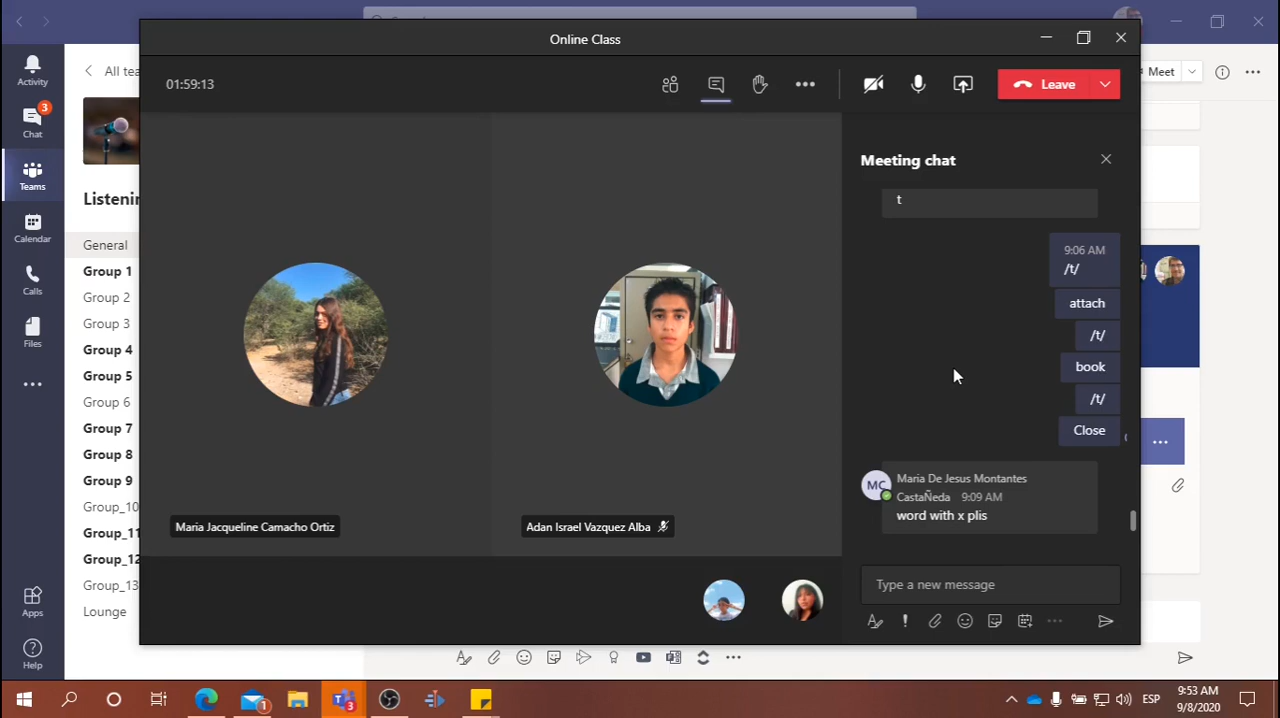 Online Class
01:59:13
Leave
Meeting chat
t
9:06 AM
/t/
attach
/t/
book
/t/
Close
MC
Maria De Jesus Montantes
CastaÑeda 9:09 AM
word with x plis
Type a new message
Maria Jacqueline Camacho Ortiz
Adan Israel Vazquez Alba
Activity
3
Chat
Teams
Calendar
Calls
Files
Apps
Help
All tea
Meet
General
Group 1
Group 2
Group 3
Group 4
Group 5
Group 6
Group 7
Group 8
Group 9
Group_10
Group_11
Group_12
Group_13
Lounge
1
3
ESP
9:53 AM
9/8/2020